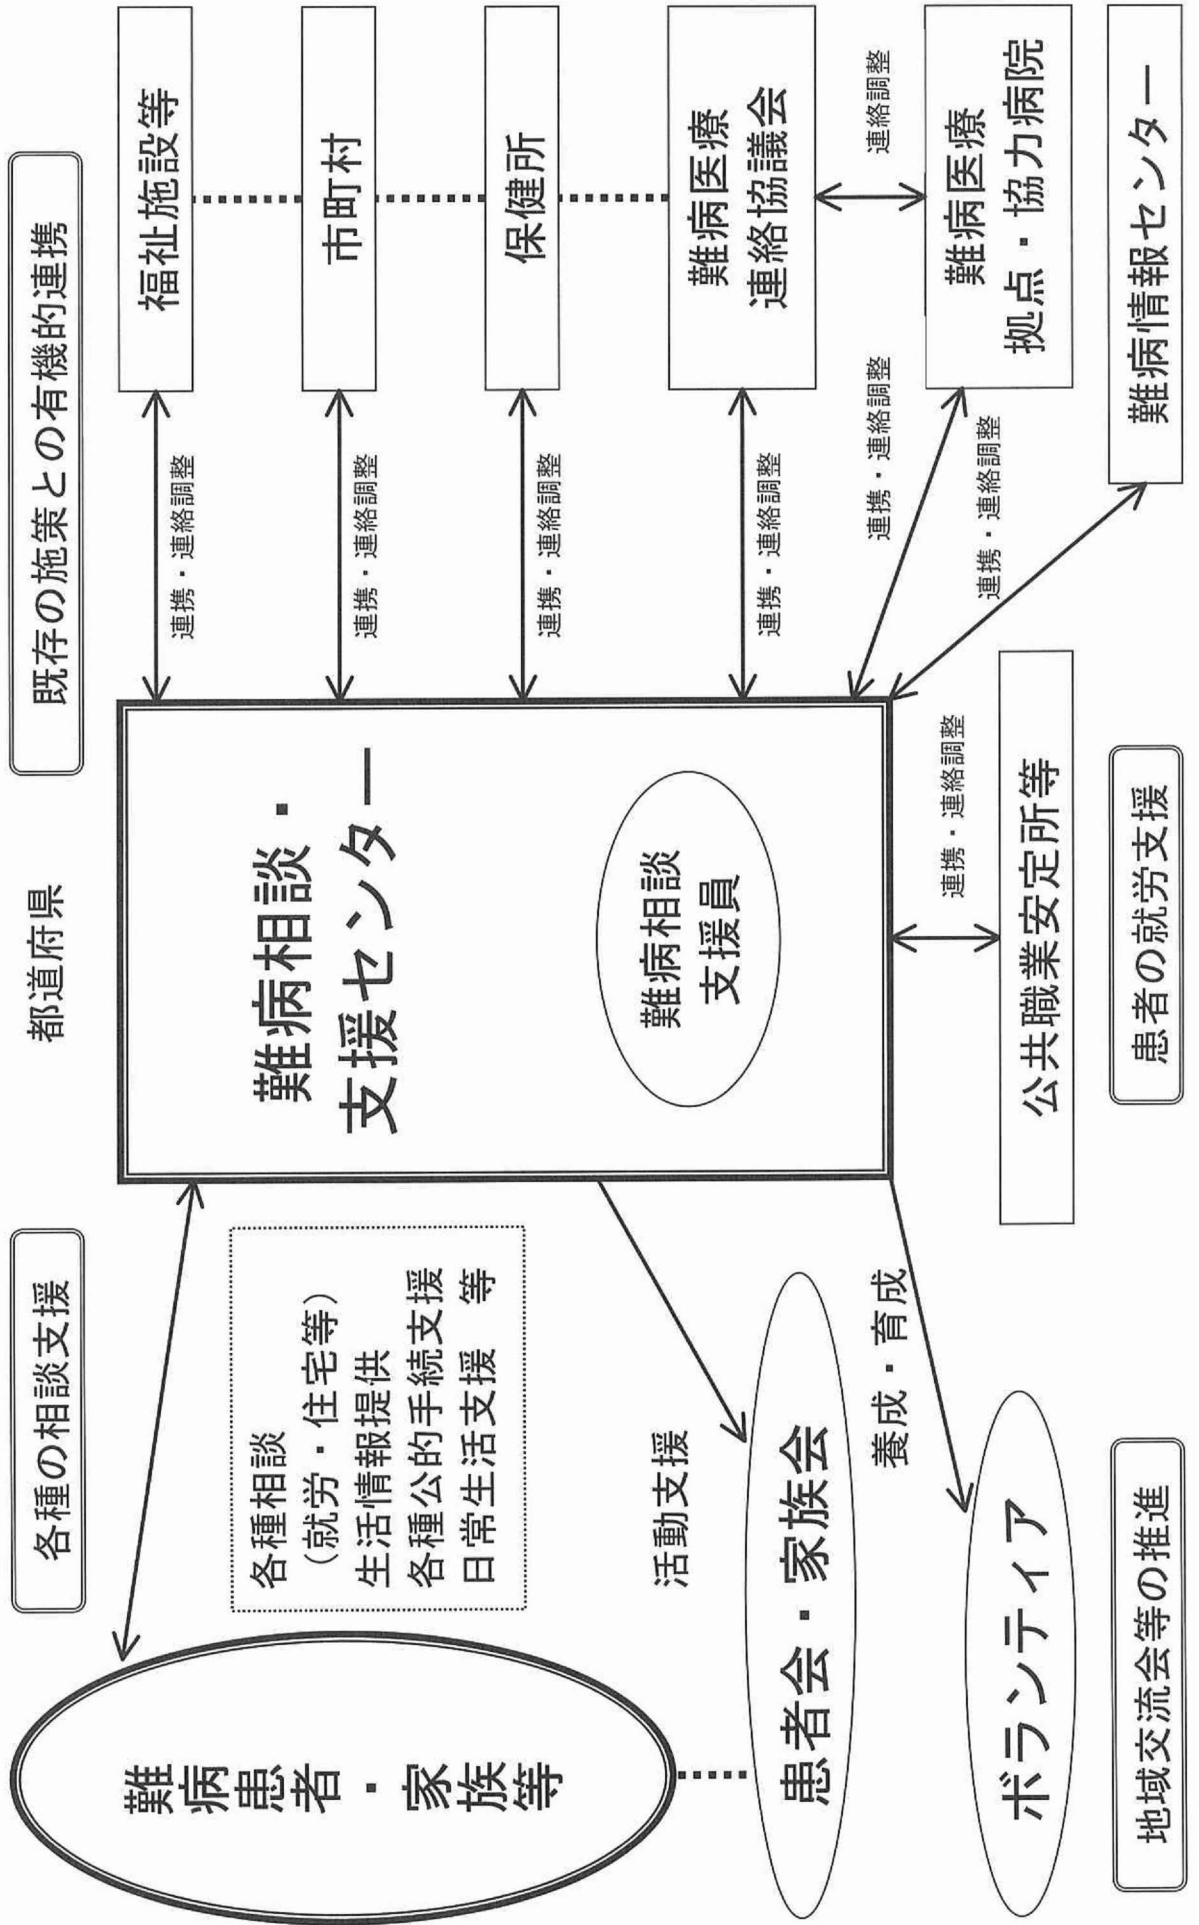 各種の相談支援
都道府県
既存の施策との有機的連携
難病患者・家族等
各種相談
（就労・住宅等）
生活情報提供
各種公的手続支援
日常生活支援　等
難病相談・
支援センター
難病相談
支援員
連携・連絡調整
福祉施設等
連携・連絡調整
市町村
連携・連絡調整
保健所
連携・連絡調整
難病医療
連絡協議会
連絡調整
連携・連絡調整
難病医療
拠点・協力病院
連携・連絡調整
難病情報センター
活動支援
患者会・家族会
養成・育成
ボランティア
連携・連絡調整
公共職業安定所等
地域交流会等の推進
患者の就労支援